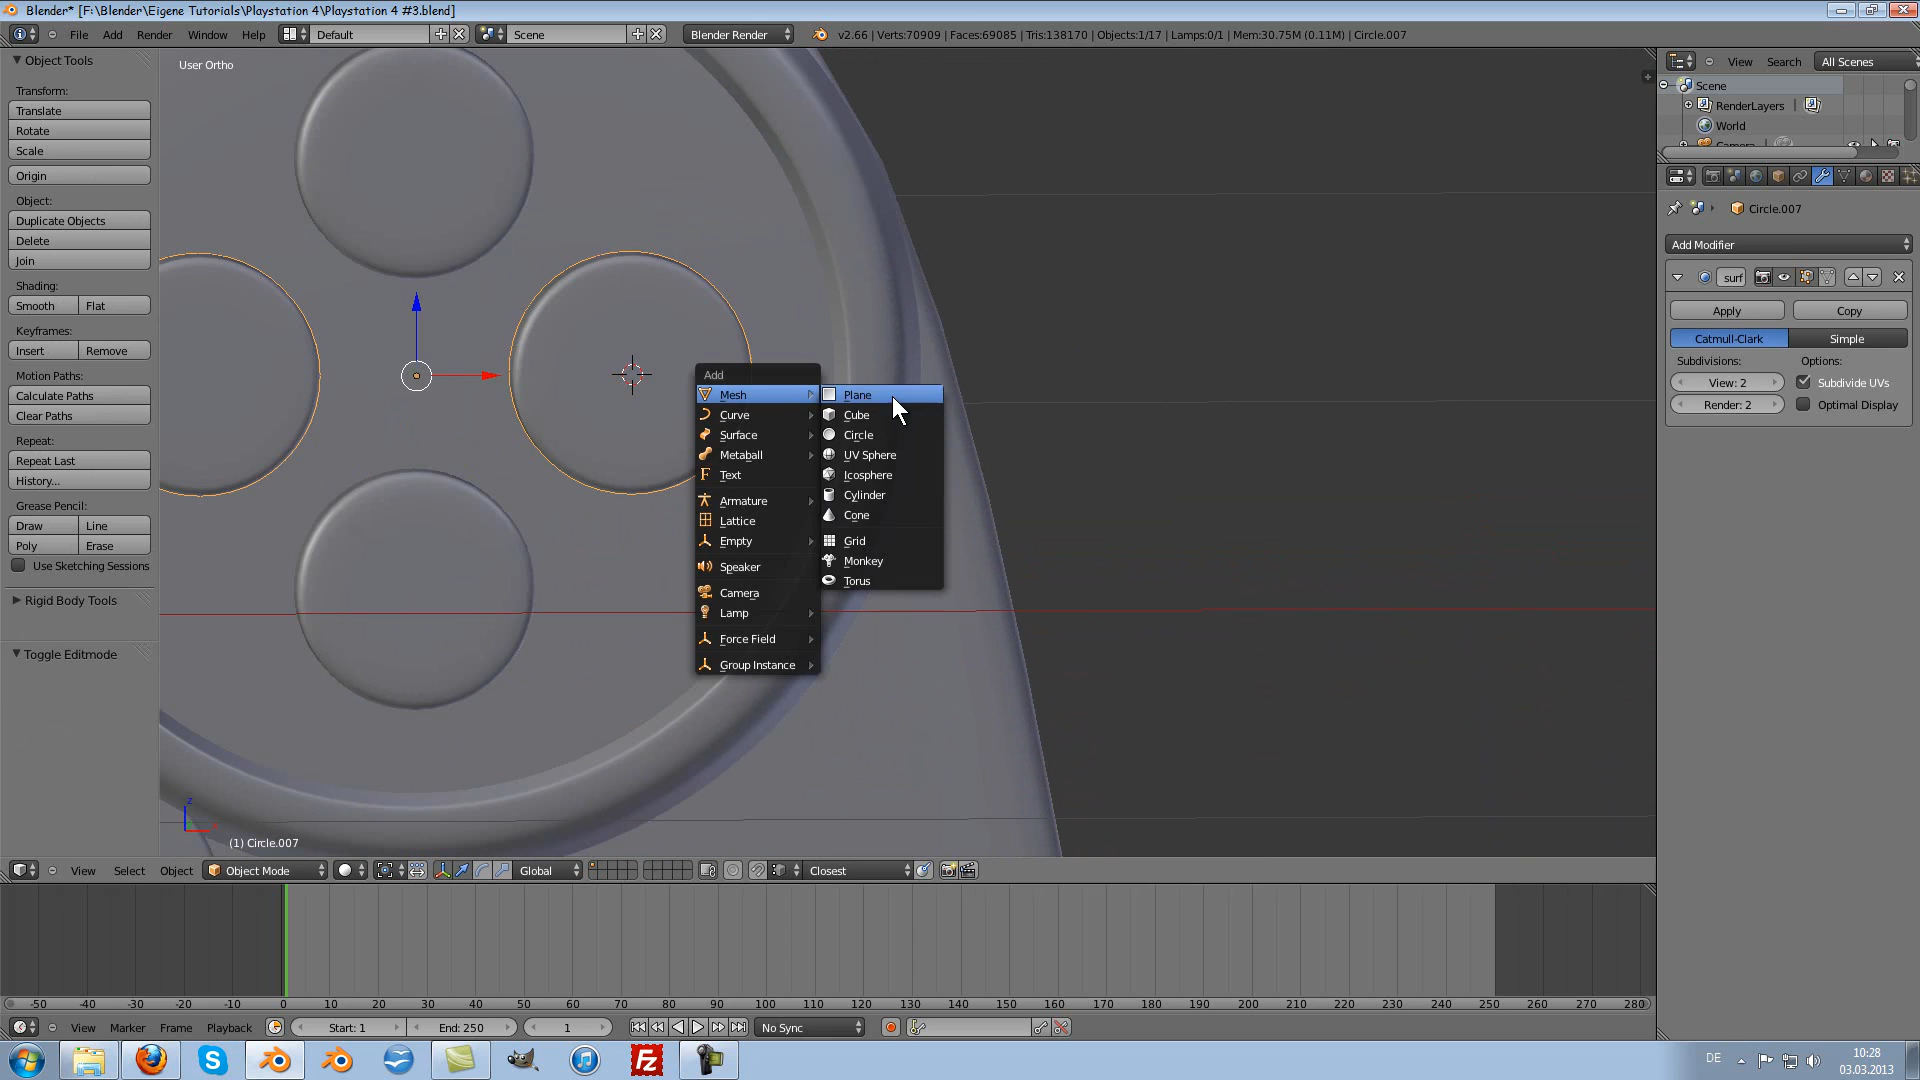 Blender* [F:\Blender\Eigene Tutorials\Playstation 4\Playstation 4 #3.blend]
File Add Render Window Help Default Scene Blender Render v2.66 | Verts:70909 | Faces:69085 | Tris:138170 | Objects:1/17 | Lamps:0/1 | Mem:30.75M (0.11M) | Circle.007
Object Tools
Transform:
Translate
Rotate
Scale
Origin
Object:
Duplicate Objects
Delete
Join
Shading:
Smooth Flat
Keyframes:
Insert Remove
Motion Paths:
Calculate Paths
Clear Paths
Repeat:
Repeat Last
History...
Grease Pencil:
Draw Line
Poly Erase
Use Sketching Sessions
Rigid Body Tools
Toggle Editmode
User Ortho
Add
Mesh
Curve
Surface
Metaball
Text
Armature
Lattice
Empty
Speaker
Camera
Lamp
Force Field
Group Instance
Plane
Cube
Circle
UV Sphere
Icosphere
Cylinder
Cone
Grid
Monkey
Torus
z
(1) Circle.007
View Search All Scenes
Scene
RenderLayers |
World
Camera
Circle.007
Add Modifier
surf
Apply Copy
Catmull-Clark Simple
Subdivisions: Options:
View: 2 Subdivide UVs
Render: 2 Optimal Display
View Select Object Object Mode Global Closest
-50 -40 -30 -20 -10 0 10 20 30 40 50 60 70 80 90 100 110 120 130 140 150 160 170 180 190 200 210 220 230 240 250 260 270 280
View Marker Frame Playback Start: 1 End: 250 1 No Sync
Fz
DE
10:28
03.03.2013